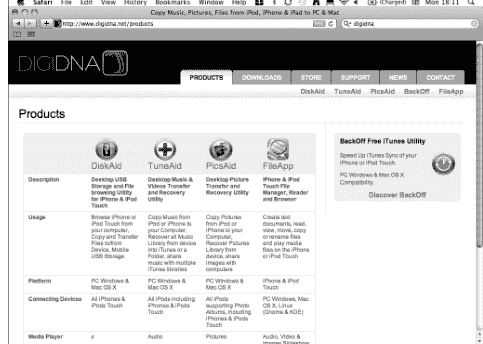 Safari File Edit View History Bookmarks Window Help (Charged) Mon 18:11
Copy Music, Pictures, Files from iPod, iPhone & iPad to PC & Mac
http://www.digidna.net/products
digidna
DIGIDNA
PRODUCTS DOWNLOADS STORE SUPPORT NEWS CONTACT
DiskAid TuneAid PicsAid BackOff FileApp
Products
DiskAid TuneAid PicsAid FileApp
Description
Desktop USB
Storage and File
browsing Utility
for iPhone & iPod
Touch
Desktop Music &
Videos Transfer
and Recovery
Utility
Desktop Picture
Transfer and
Recovery Utility
iPhone & iPod
Touch File
Manager, Reader
and Browser
Usage
Browse iPhone or
iPod Touch from
your computer,
Copy and Transfer
Files to/from
Device, Mobile
USB Storage
Copy Music from
iPod or iPhone to
your Computer,
Recover all Music
Library from device
into iTunes or a
Folder, share
music with multiple
iTunes libraries
Copy Pictures
from iPod or
iPhone to your
Computer,
Recover Pictures
Library from
device, share
images with
computers
Create text
documents, read,
view, move, copy
or rename files
and play media
files on the iPhone
or iPod Touch
Platform
PC Windows &
Mac OS X
PC Windows &
Mac OS X
PC Windows &
Mac OS X
iPhone & iPod
Touch
Connecting Devices
All iPhones &
iPods Touch
All iPods including
iPhones & iPods
Touch
All iPods
supporting Photo
Albums, including
iPhones & iPods
Touch
PC Windows, Mac
OS X, Linux
(Gnome & KDE)
Media Player
x
Audio
Pictures
Audio, Video &
Images Slideshow
BackOff Free iTunes Utility
Speed Up iTunes Sync of your
iPhone or iPod Touch.
PC Windows & Mac OS X
Compatibility.
Discover BackOff